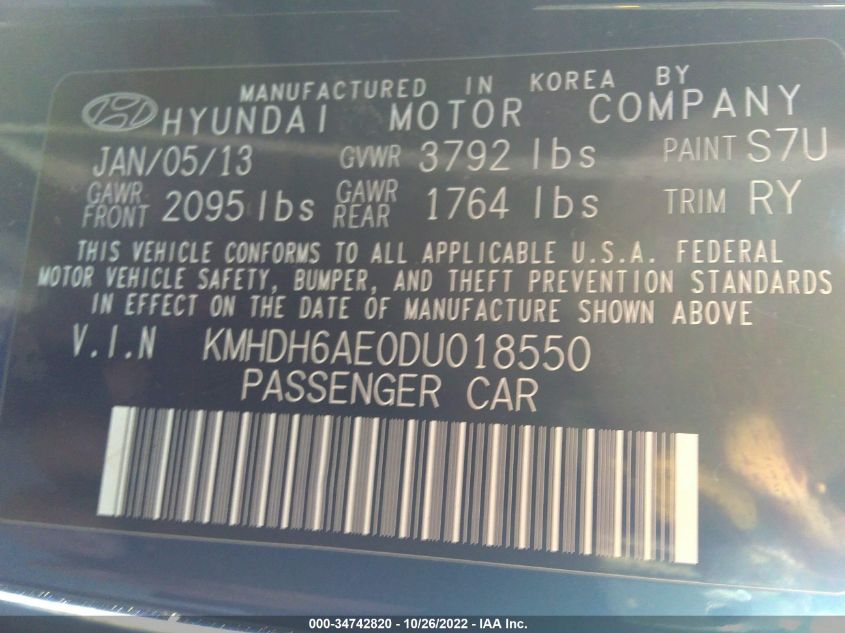 MANUFACTURED IN KOREA BY
HYUNDAI MOTOR COMPANY
JAN/05/13 GVWR 3792 lbs PAINT S7U
GAWR FRONT 2095 lbs GAWR REAR 1764 lbs TRIM RY
THIS VEHICLE CONFORMS TO ALL APPLICABLE U.S.A. FEDERAL
MOTOR VEHICLE SAFETY, BUMPER, AND THEFT PREVENTION STANDARDS
IN EFFECT ON THE DATE OF MANUFACTURE SHOWN ABOVE
V.I.N KMHDH6AE0DU018550
PASSENGER CAR
000-34742820 - 10/26/2022 - IAA Inc.